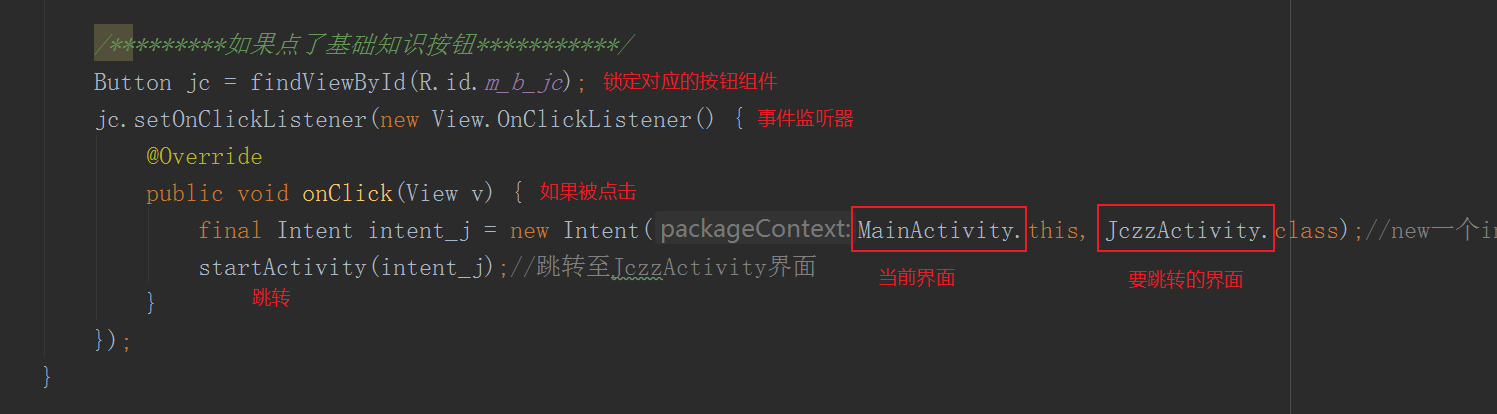 /*********如果点了基础知识按钮***********/
Button jc = findViewById(R.id.m_b_jc); 锁定对应的按钮组件
jc.setOnClickListener(new View.OnClickListener() { 事件监听器
@Override
public void onClick(View v) { 如果被点击
final Intent intent_j = new Intent( packageContext: MainActivity.this, JczzActivity.class);//new一个in
startActivity(intent_j);//跳转至JczzActivity界面
当前界面
要跳转的界面
跳转
}
});
}